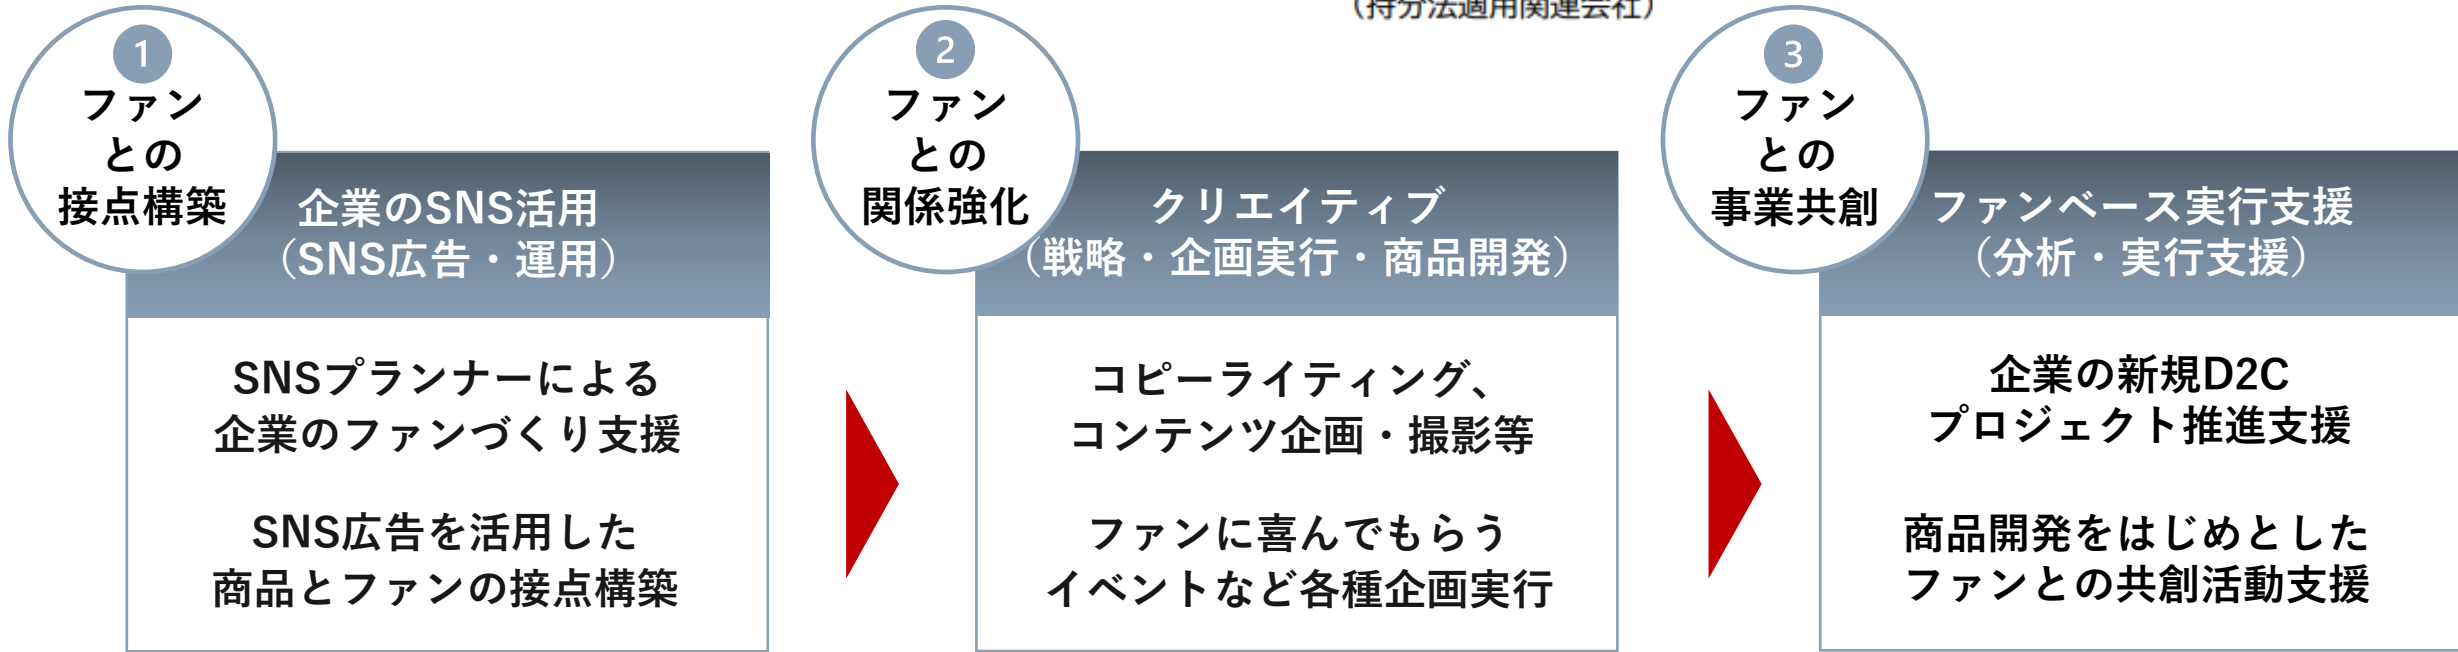 （持分法適用関連会社）
1
ファン
との
接点構築
企業のSNS活用
（SNS広告・運用）
SNSプランナーによる
企業のファンづくり支援
SNS広告を活用した
商品とファンの接点構築
2
ファン
との
関係強化
クリエイティブ
（戦略・企画実行・商品開発）
コピーライティング、
コンテンツ企画・撮影等
ファンに喜んでもらう
イベントなど各種企画実行
3
ファン
との
事業共創
ファンベース実行支援
（分析・実行支援）
企業の新規D2C
プロジェクト推進支援
商品開発をはじめとした
ファンとの共創活動支援